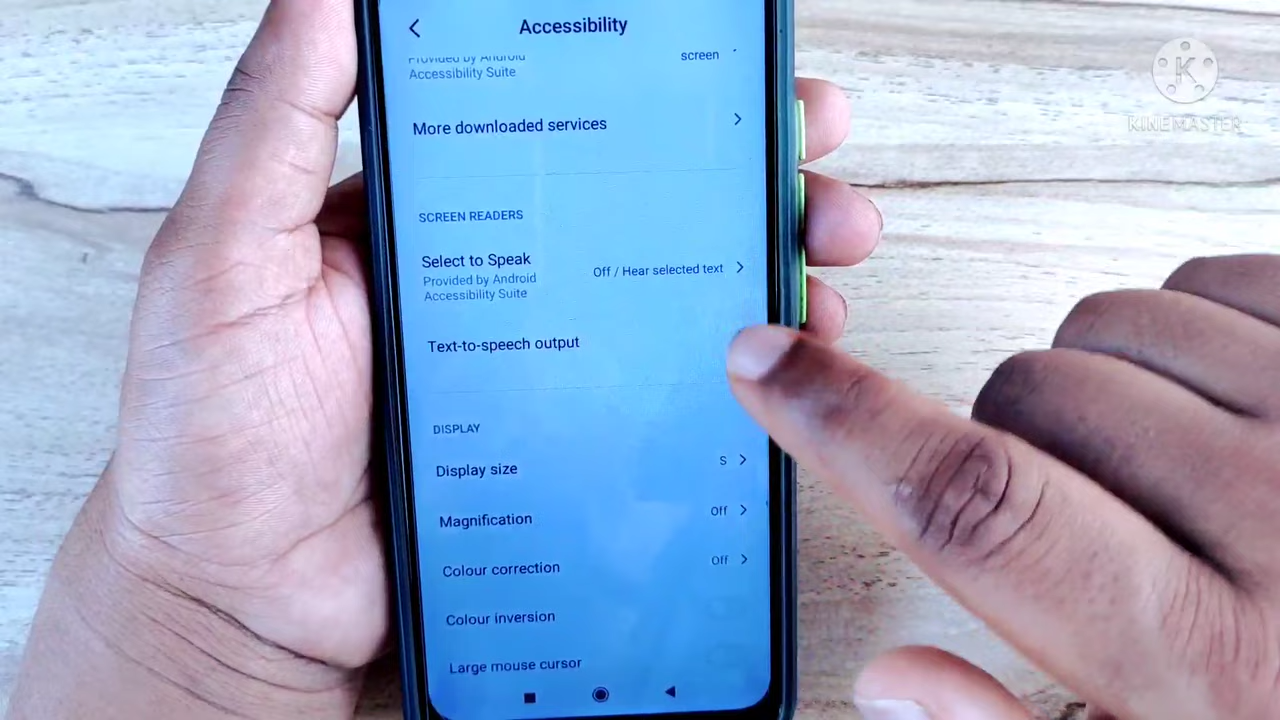 Accessibility
Provided by Android
Accessibility Suite
screen
More downloaded services
SCREEN READERS
Select to Speak
Provided by Android
Accessibility Suite
Off / Hear selected text
Text-to-speech output
DISPLAY
Display size
S
Magnification
Off
Colour correction
Off
Colour inversion
Large mouse cursor
K
KINEMASTER